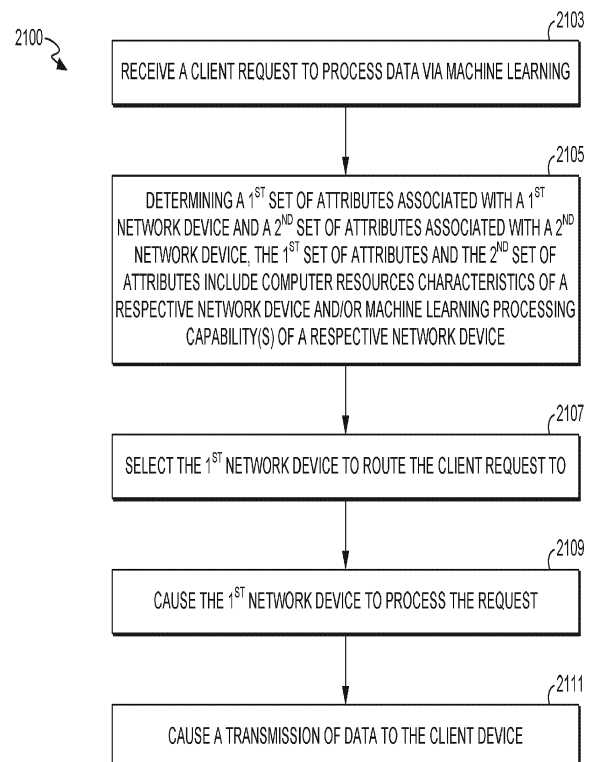 2100
2103
RECEIVE A CLIENT REQUEST TO PROCESS DATA VIA MACHINE LEARNING
2105
DETERMINING A 1ST SET OF ATTRIBUTES ASSOCIATED WITH A 1ST
NETWORK DEVICE AND A 2ND SET OF ATTRIBUTES ASSOCIATED WITH A 2ND
NETWORK DEVICE, THE 1ST SET OF ATTRIBUTES AND THE 2ND SET OF
ATTRIBUTES INCLUDE COMPUTER RESOURCES CHARACTERISTICS OF A
RESPECTIVE NETWORK DEVICE AND/OR MACHINE LEARNING PROCESSING
CAPABILITY(S) OF A RESPECTIVE NETWORK DEVICE
2107
SELECT THE 1ST NETWORK DEVICE TO ROUTE THE CLIENT REQUEST TO
2109
CAUSE THE 1ST NETWORK DEVICE TO PROCESS THE REQUEST
2111
CAUSE A TRANSMISSION OF DATA TO THE CLIENT DEVICE